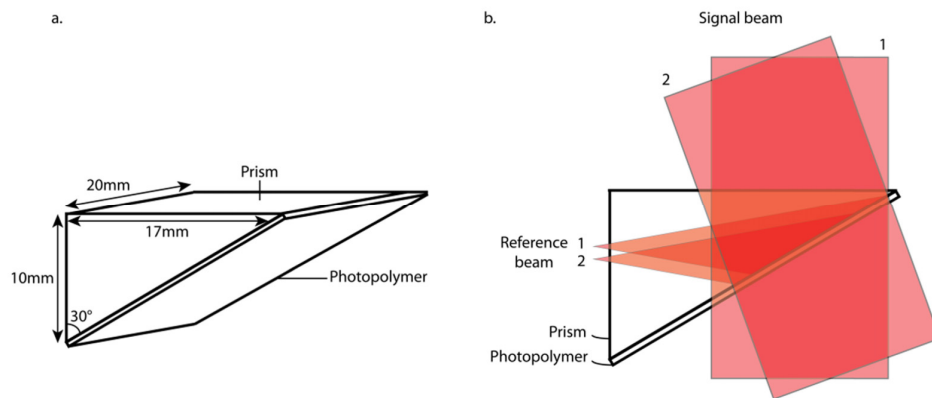 a.
20mm
Prism
17mm
10mm
30°
Photopolymer
b.
Signal beam
1
2
Reference 1
beam 2
Prism
Photopolymer